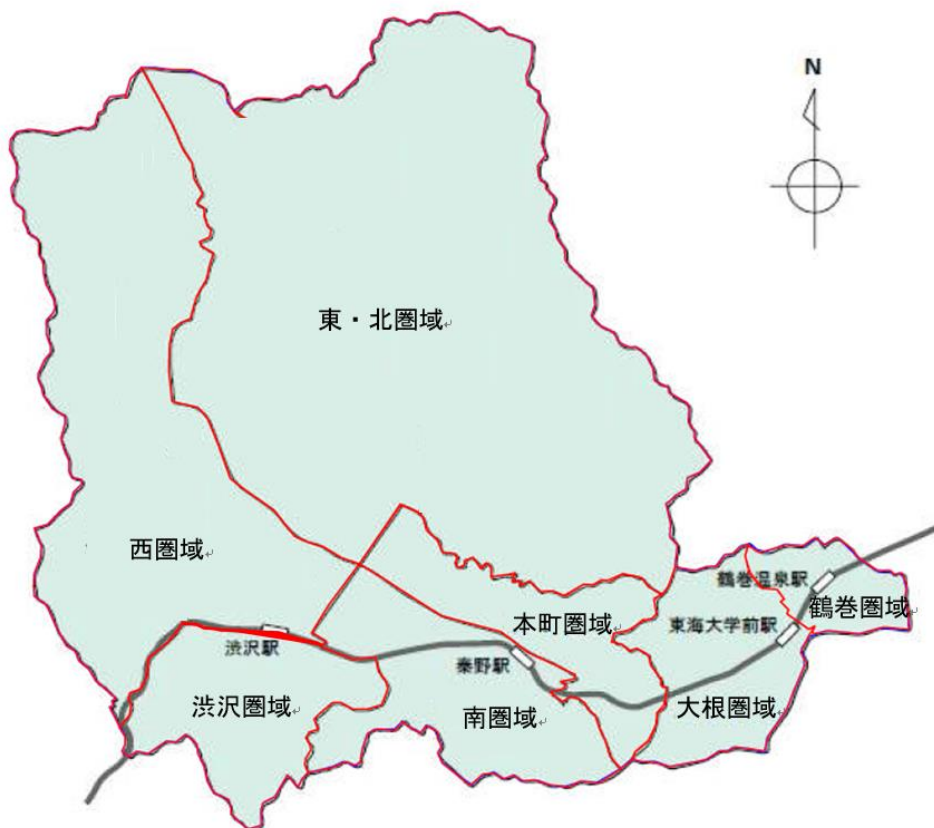 N
東・北圏域
西圏域
鶴巻温泉駅
鶴巻圏域
本町圏域
東海大学前駅
渋沢駅
秦野駅
渋沢圏域
南圏域
大根圏域